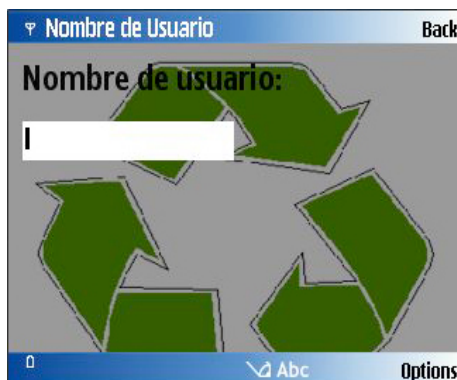 Nombre de Usuario
Back
Nombre de usuario:
Abc
Options